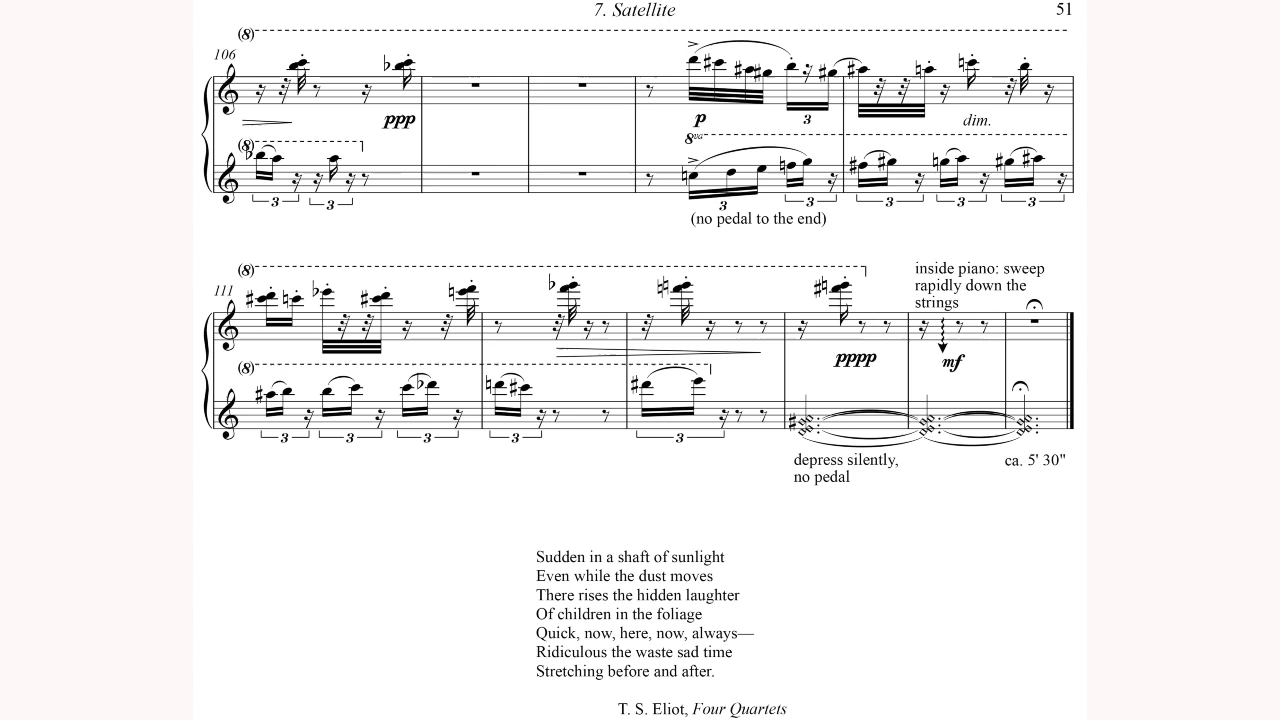 7. Satellite
51
(8)
106
ppp
p
3
dim.
(8)
8va
3
3
3
3
3
3
3
(no pedal to the end)
(8)
111
inside piano: sweep
rapidly down the
strings
pppp
mf
(8)
3
3
3
3
3
depress silently,
no pedal
ca. 5' 30"
Sudden in a shaft of sunlight
Even while the dust moves
There rises the hidden laughter
Of children in the foliage
Quick, now, here, now, always—
Ridiculous the waste sad time
Stretching before and after.
T. S. Eliot, Four Quartets